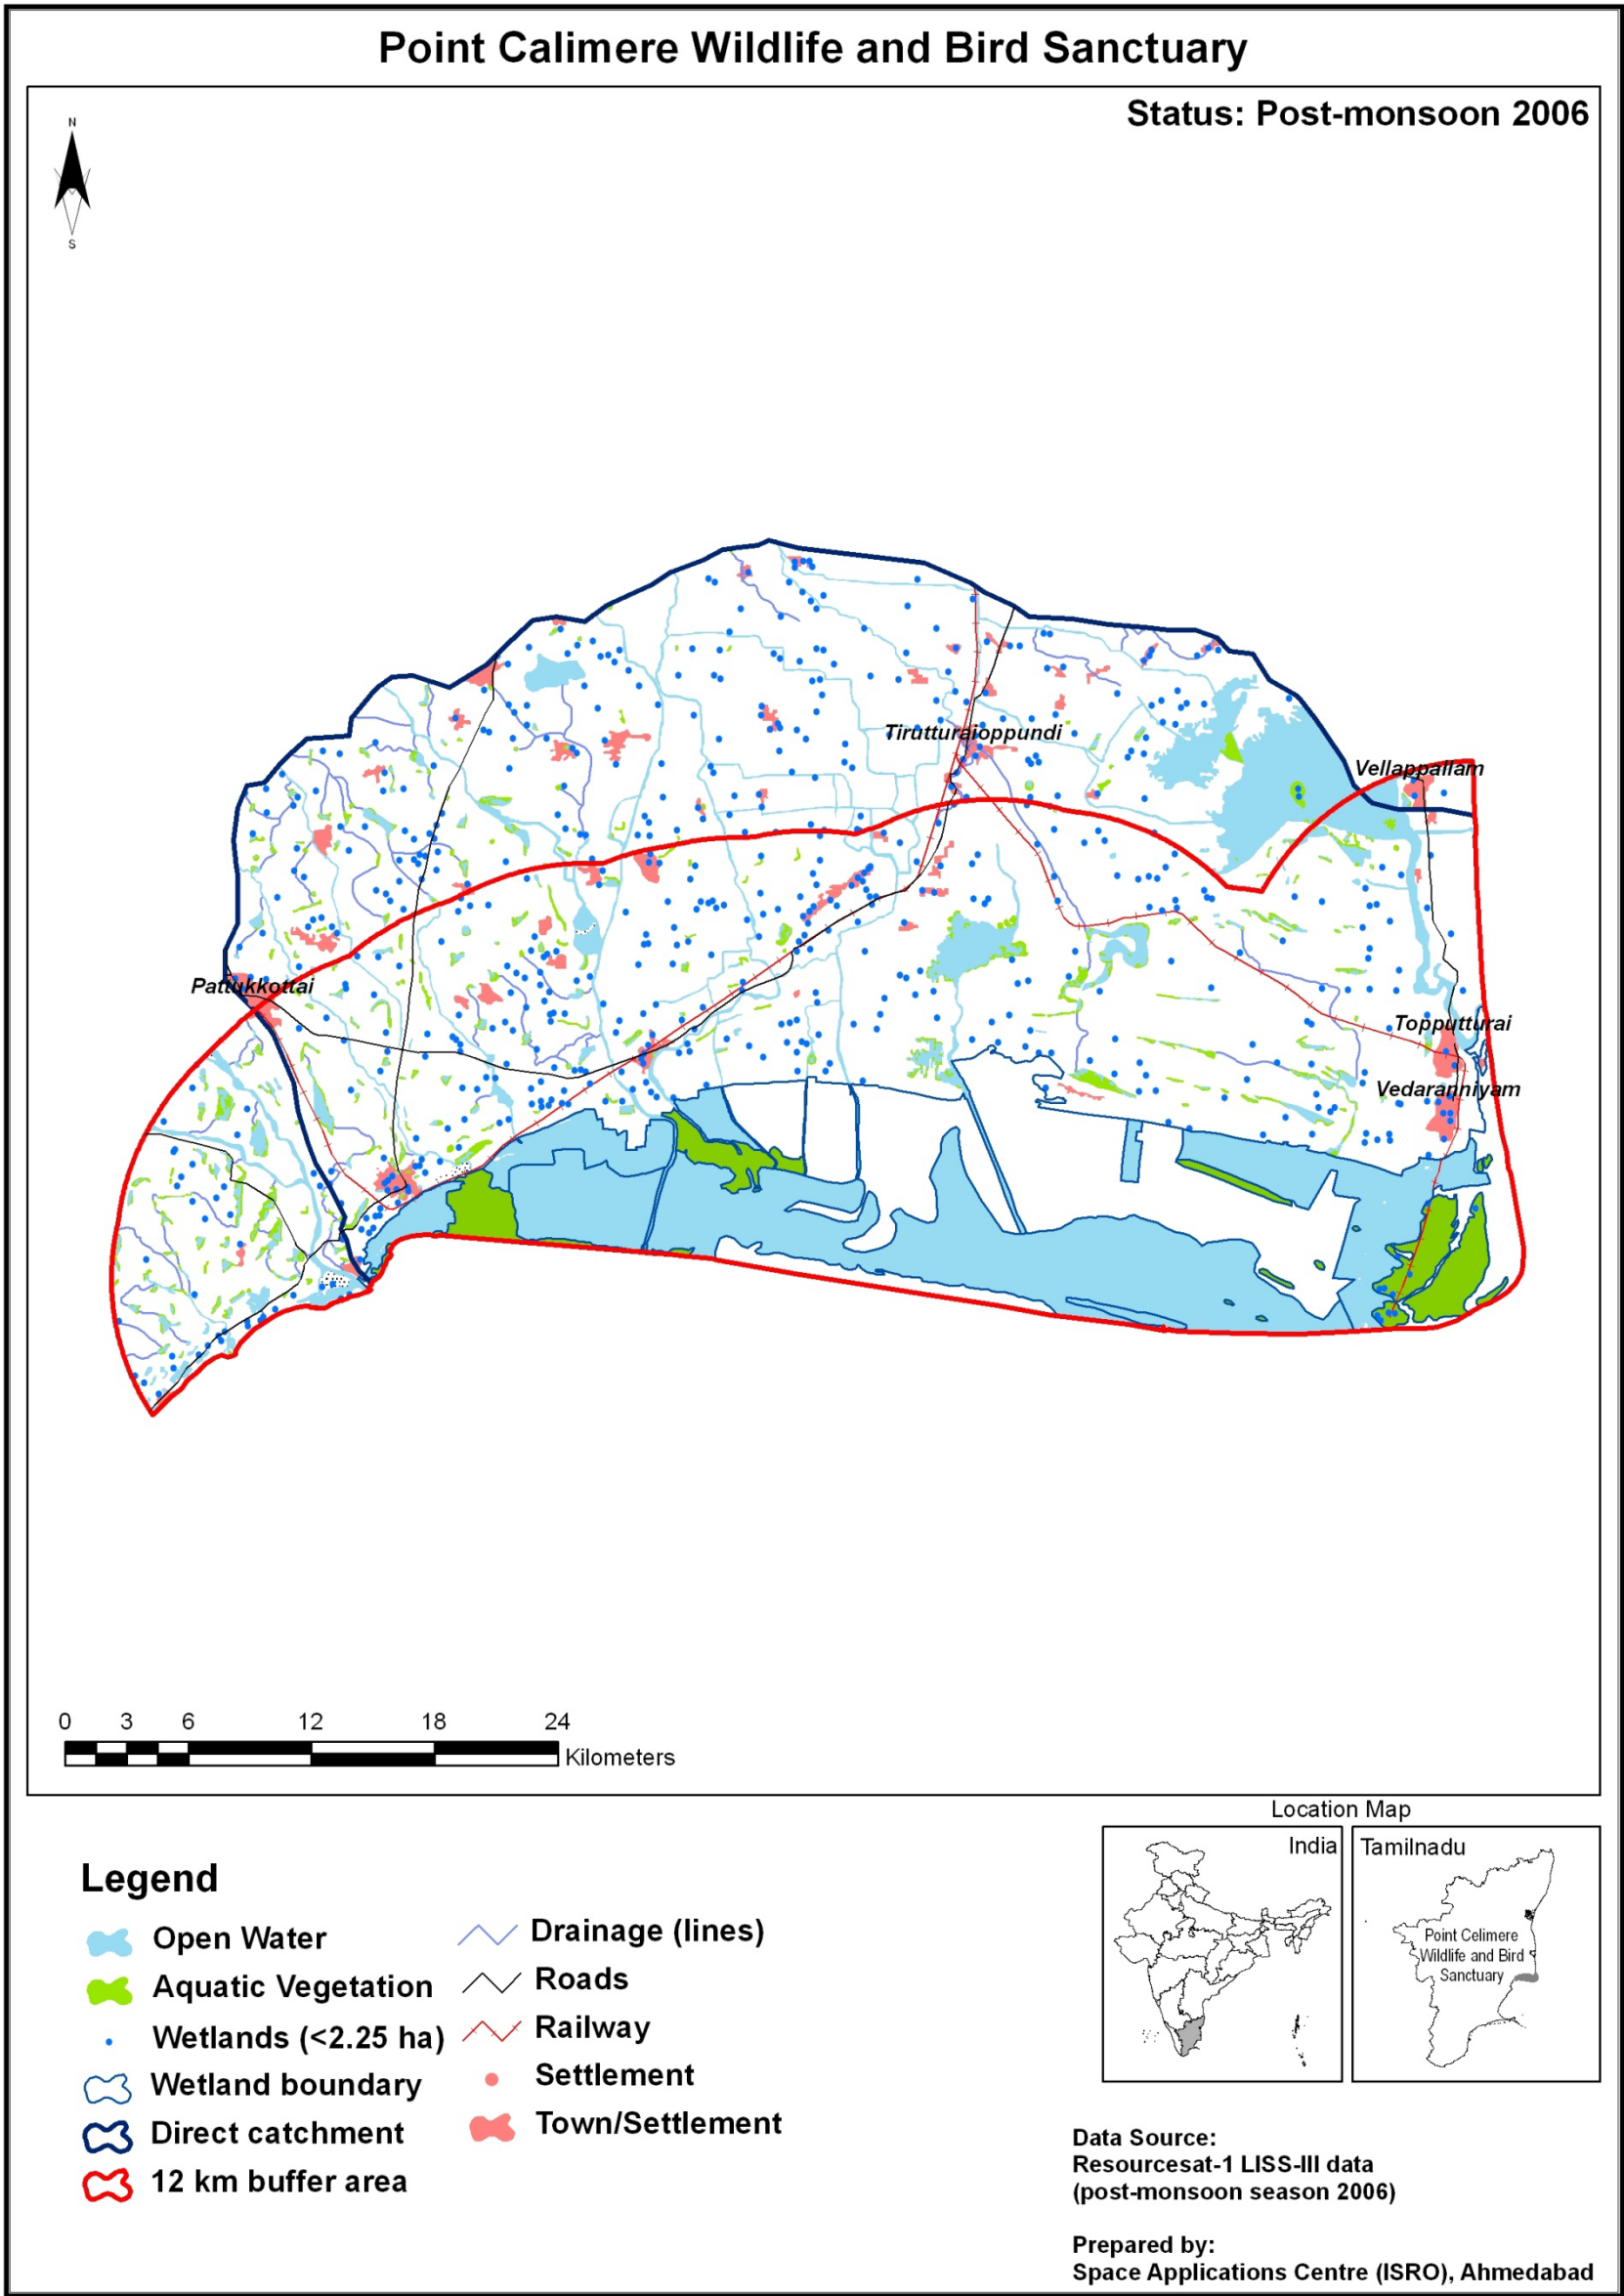 Point Calimere Wildlife and Bird Sanctuary
Status: Post-monsoon 2006
N
S
Tirutturaioppundi
Vellappallam
Pattukkottai
Topputturai
Vedaranniyam
0 3 6 12 18 24
Kilometers
Location Map
India
Tamilnadu
Point Celimere
Wildlife and Bird
Sanctuary
Legend
Open Water
Aquatic Vegetation
Wetlands (<2.25 ha)
Wetland boundary
Direct catchment
12 km buffer area
Drainage (lines)
Roads
Railway
Settlement
Town/Settlement
Data Source:
Resourcesat-1 LISS-III data
(post-monsoon season 2006)
Prepared by:
Space Applications Centre (ISRO), Ahmedabad